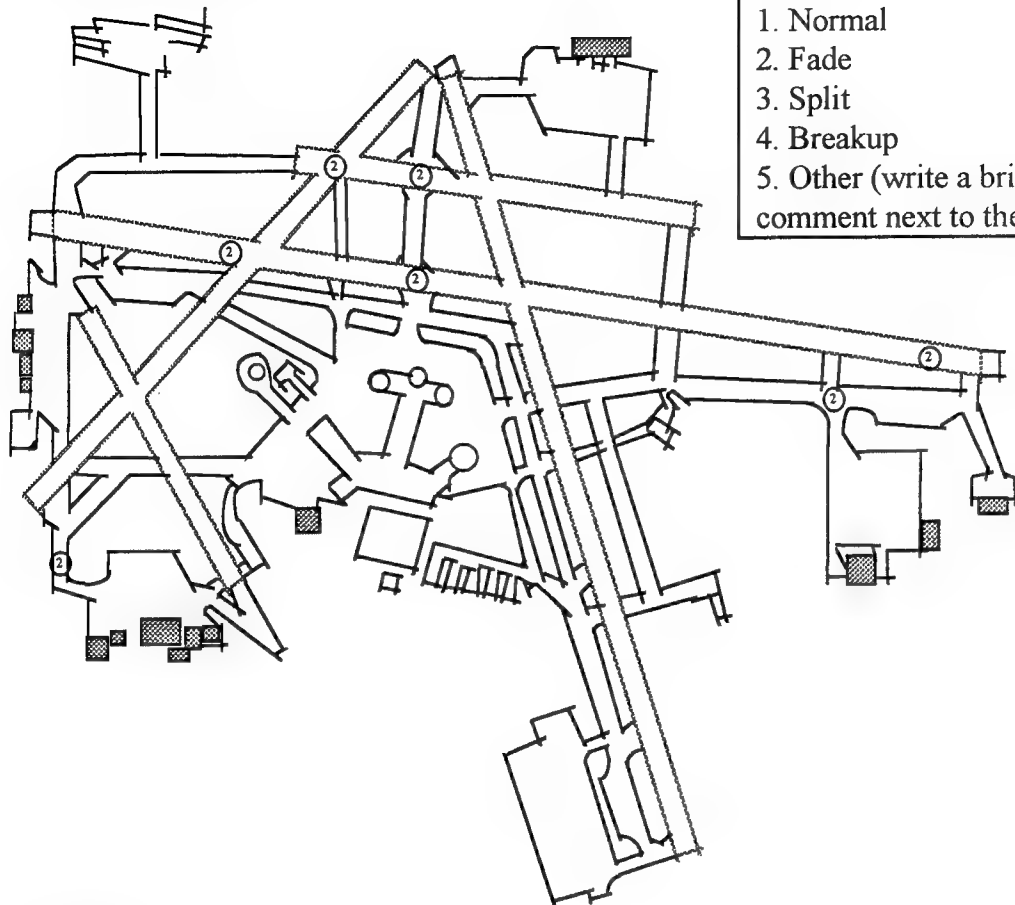 1. Normal
2. Fade
3. Split
4. Breakup
5. Other (write a bri
comment next to the
2
2
2
2
2
2
2